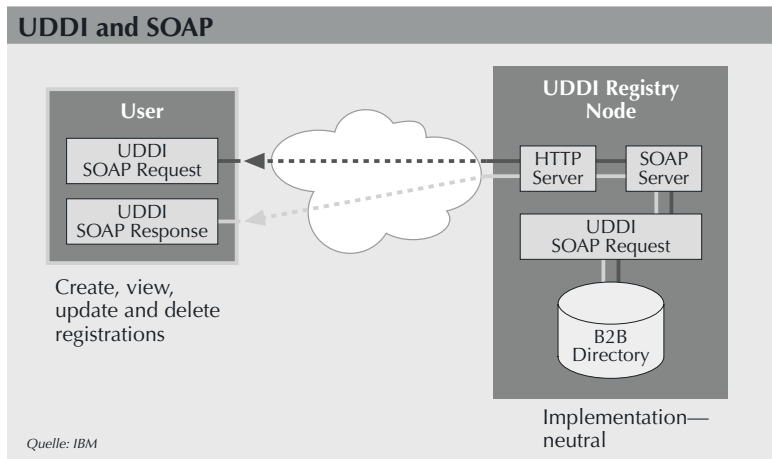 UDDI and SOAP
User
UDDI
SOAP Request
UDDI
SOAP Response
Create, view,
update and delete
registrations
UDDI Registry
Node
HTTP
Server
SOAP
Server
UDDI
SOAP Request
B2B
Directory
Implementation—
neutral
Quelle: IBM